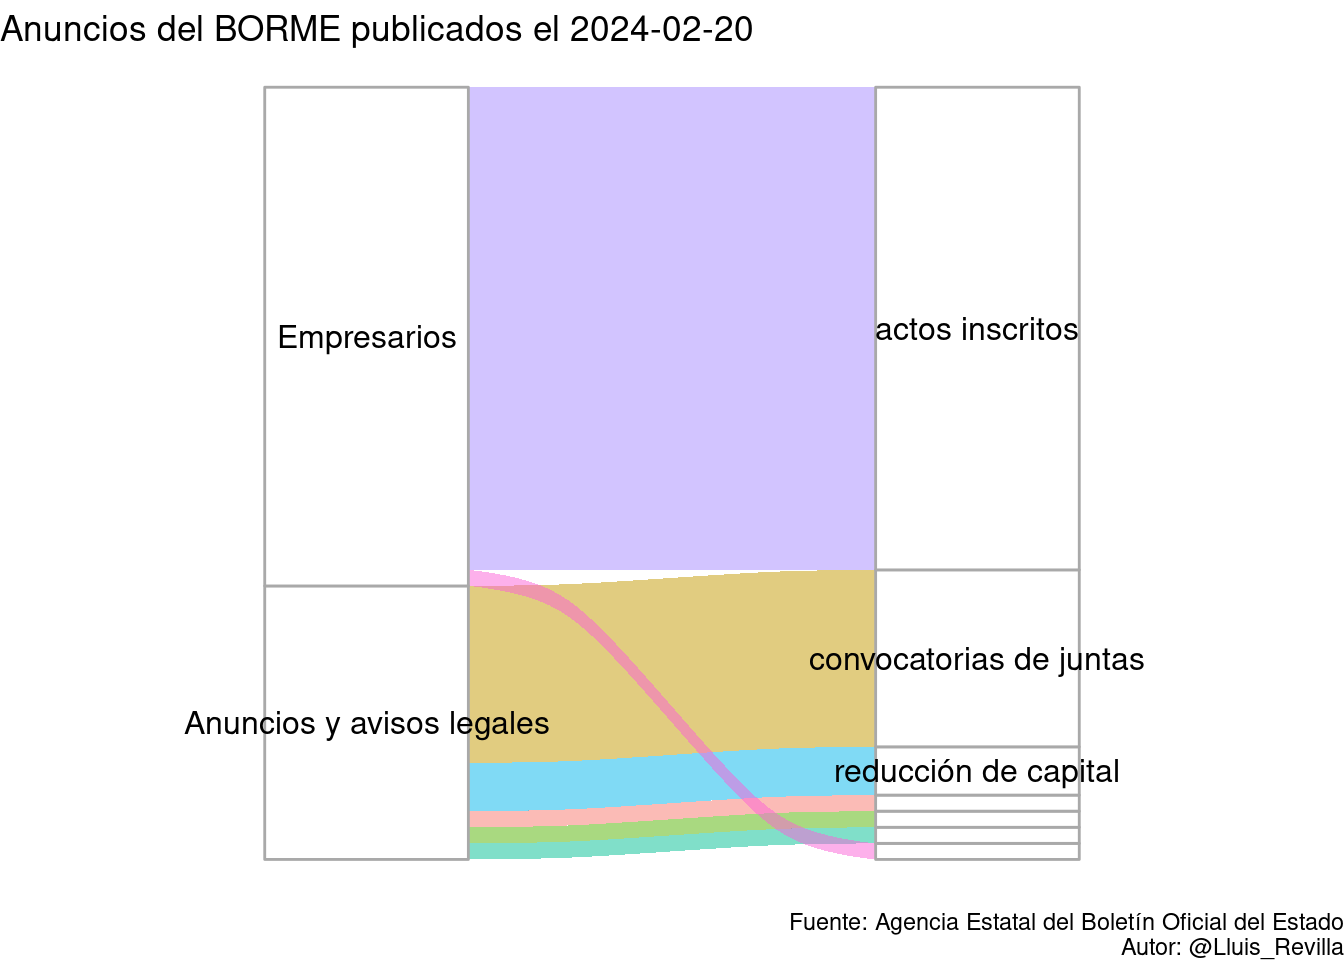 Anuncios del BORME publicados el 2024-02-20
Empresarios
actos inscritos
convocatorias de juntas
Anuncios y avisos legales
reducción de capital
Fuente: Agencia Estatal del Boletín Oficial del Estado
Autor: @Lluis_Revilla